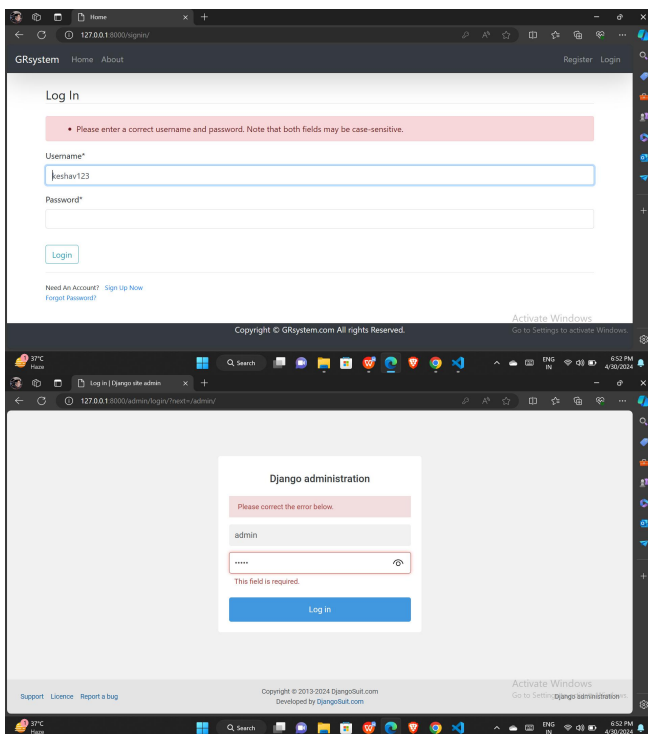 Home
127.0.0.1:8000/signin/
GRsystem Home About Register Login
Log In
Please enter a correct username and password. Note that both fields may be case-sensitive.
Username*
keshav123
Password*
Login
Need An Account? Sign Up Now
Forgot Password?
Activate Windows
Go to Settings to activate Windows.
Copyright © GRsystem.com All rights Reserved.
37°C
Haze
Search
ENG
IN
6:52 PM
4/30/2024
Log in | Django site admin
127.0.0.1:8000/admin/login/?next=/admin/
Django administration
Please correct the error below.
admin
•••••
This field is required.
Log in
Activate Windows
Support Licence Report a bug
Copyright © 2013-2024 DjangoSuit.com
Developed by DjangoSuit.com
Go to Setting
Django administration
37°C
Haze
Search
ENG
IN
6:52 PM
4/30/2024